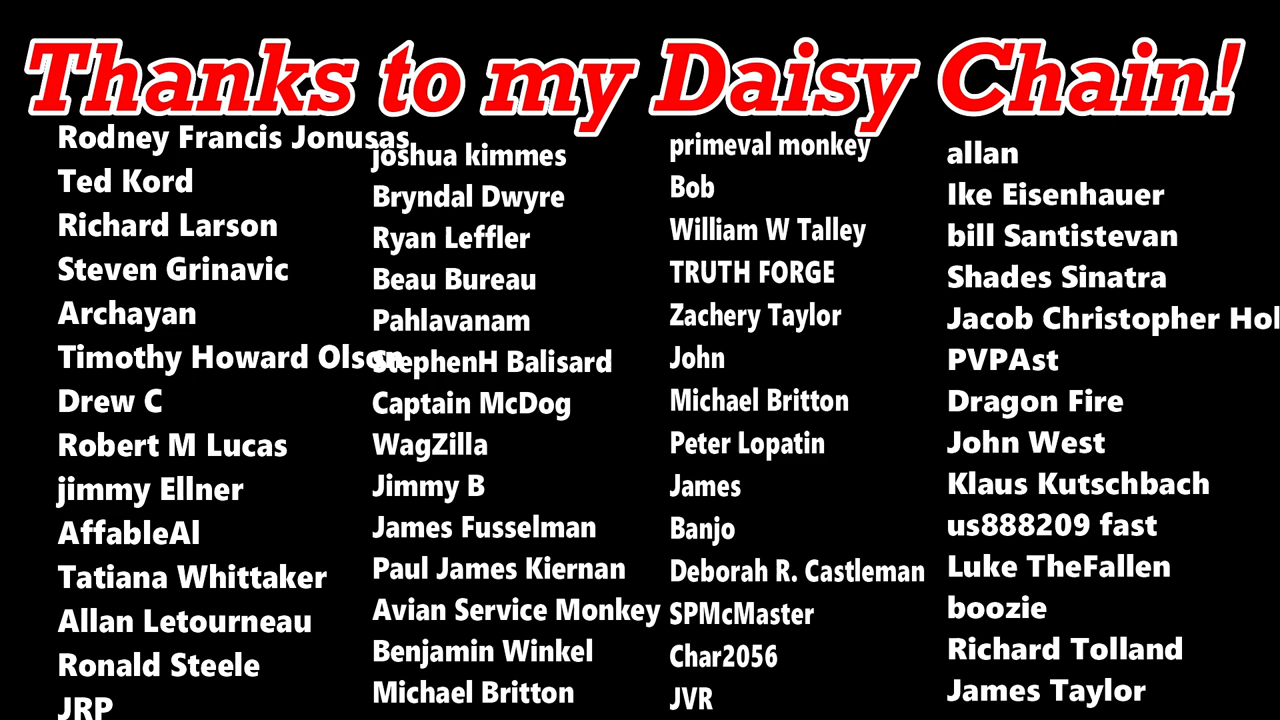 Thanks to my Daisy Chain!
Rodney Francis Jonusas
Ted Kord
Richard Larson
Steven Grinavic
Archayan
Timothy Howard Olson
Drew C
Robert M Lucas
jimmy Ellner
AffableAl
Tatiana Whittaker
Allan Letourneau
Ronald Steele
JRP
joshua kimmes
Bryndal Dwyre
Ryan Leffler
Beau Bureau
Pahlavanam
StephenH Balisard
Captain McDog
WagZilla
Jimmy B
James Fusselman
Paul James Kiernan
Avian Service Monkey
Benjamin Winkel
Michael Britton
primeval monkey
Bob
William W Talley
TRUTH FORGE
Zachery Taylor
John
Michael Britton
Peter Lopatin
James
Banjo
Deborah R. Castleman
SPMcMaster
Char2056
JVR
allan
Ike Eisenhauer
bill Santistevan
Shades Sinatra
Jacob Christopher
PVPAst
Dragon Fire
John West
Klaus Kutschbach
us888209 fast
Luke TheFallen
boozie
Richard Tolland
James Taylor